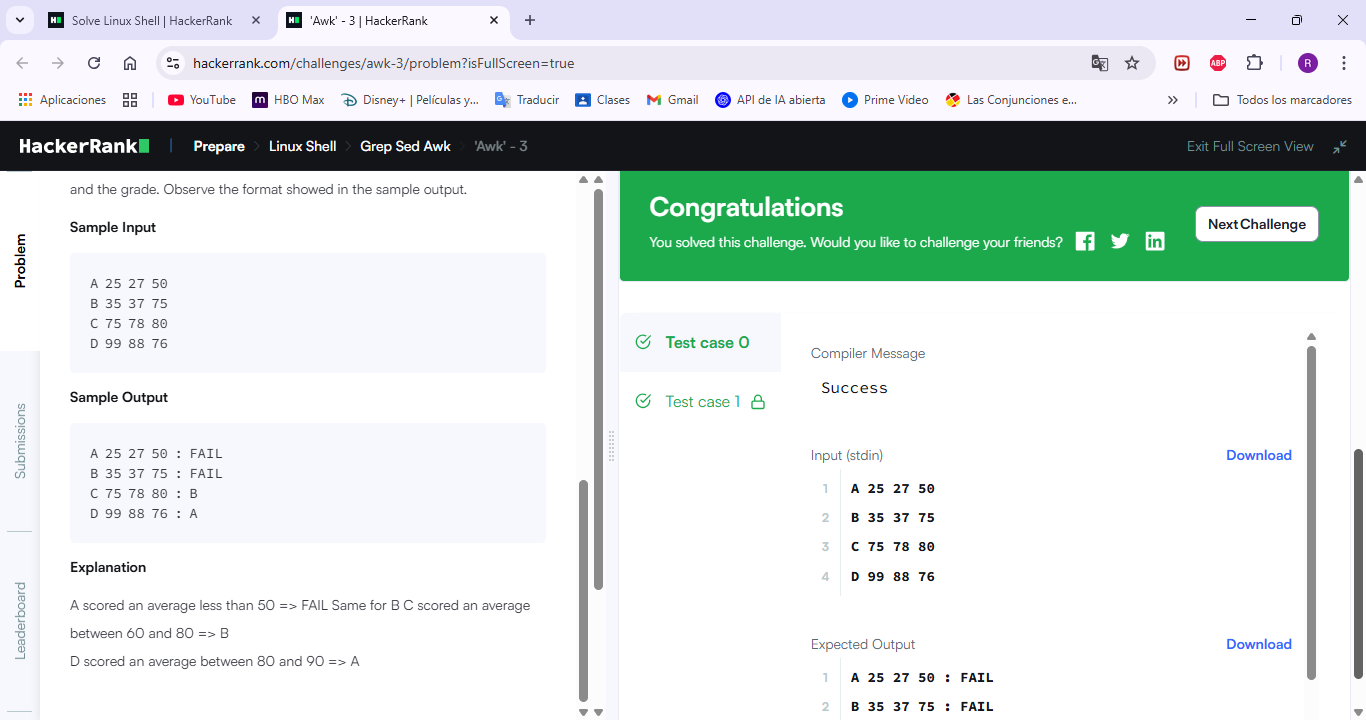 Solve Linux Shell | HackerRank
'Awk' - 3 | HackerRank
hackerrank.com/challenges/awk-3/problem?isFullScreen=true
ABP
R
Aplicaciones
YouTube
m HBO Max
Disney+ | Películas y...
Traducir
Clases
Gmail
API de IA abierta
Prime Video
Las Conjunciones e...
Todos los marcadores
HackerRank
Prepare
Linux Shell
Grep Sed Awk
'Awk' - 3
Exit Full Screen View
Problem
Submissions
Leaderboard
and the grade. Observe the format showed in the sample output.
Sample Input
A 25 27 50
B 35 37 75
C 75 78 80
D 99 88 76
Sample Output
A 25 27 50 : FAIL
B 35 37 75 : FAIL
C 75 78 80 : B
D 99 88 76 : A
Explanation
A scored an average less than 50 => FAIL Same for B C scored an average
between 60 and 80 => B
D scored an average between 80 and 90 => A
Congratulations
You solved this challenge. Would you like to challenge your friends?
Next Challenge
Test case 0
Test case 1
Compiler Message
Success
Input (stdin)
Download
1 A 25 27 50
2 B 35 37 75
3 C 75 78 80
4 D 99 88 76
Expected Output
Download
1 A 25 27 50 : FAIL
2 B 35 37 75 : FAIL